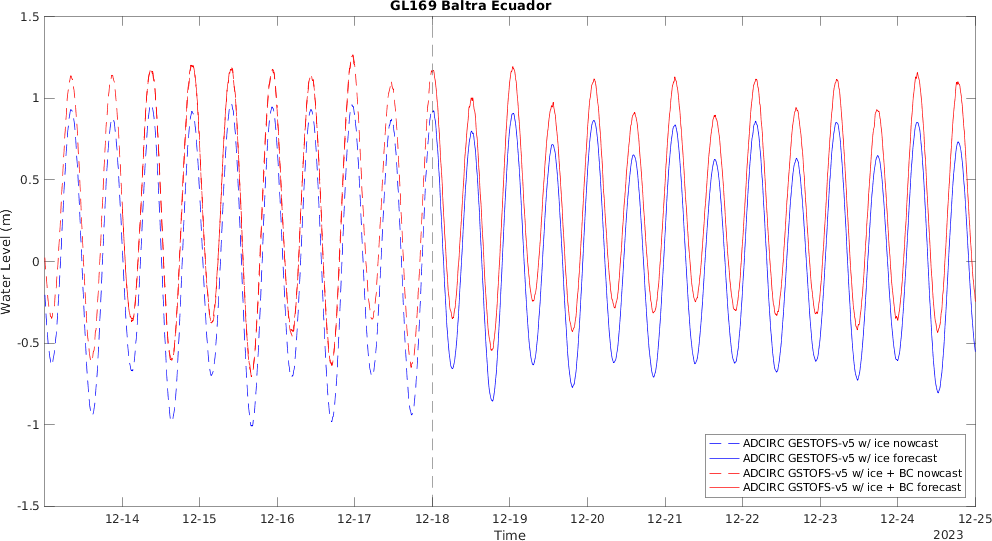 GL169 Baltra Ecuador
1.5
1
0.5
0
-0.5
-1
-1.5
Water Level (m)
12-14 12-15 12-16 12-17 12-18 12-19 12-20 12-21 12-22 12-23 12-24 12-25
Time
2023
ADCIRC GESTOFS-v5 w/ ice nowcast
ADCIRC GESTOFS-v5 w/ ice forecast
ADCIRC GSTOFS-v5 w/ ice + BC nowcast
ADCIRC GSTOFS-v5 w/ ice + BC forecast